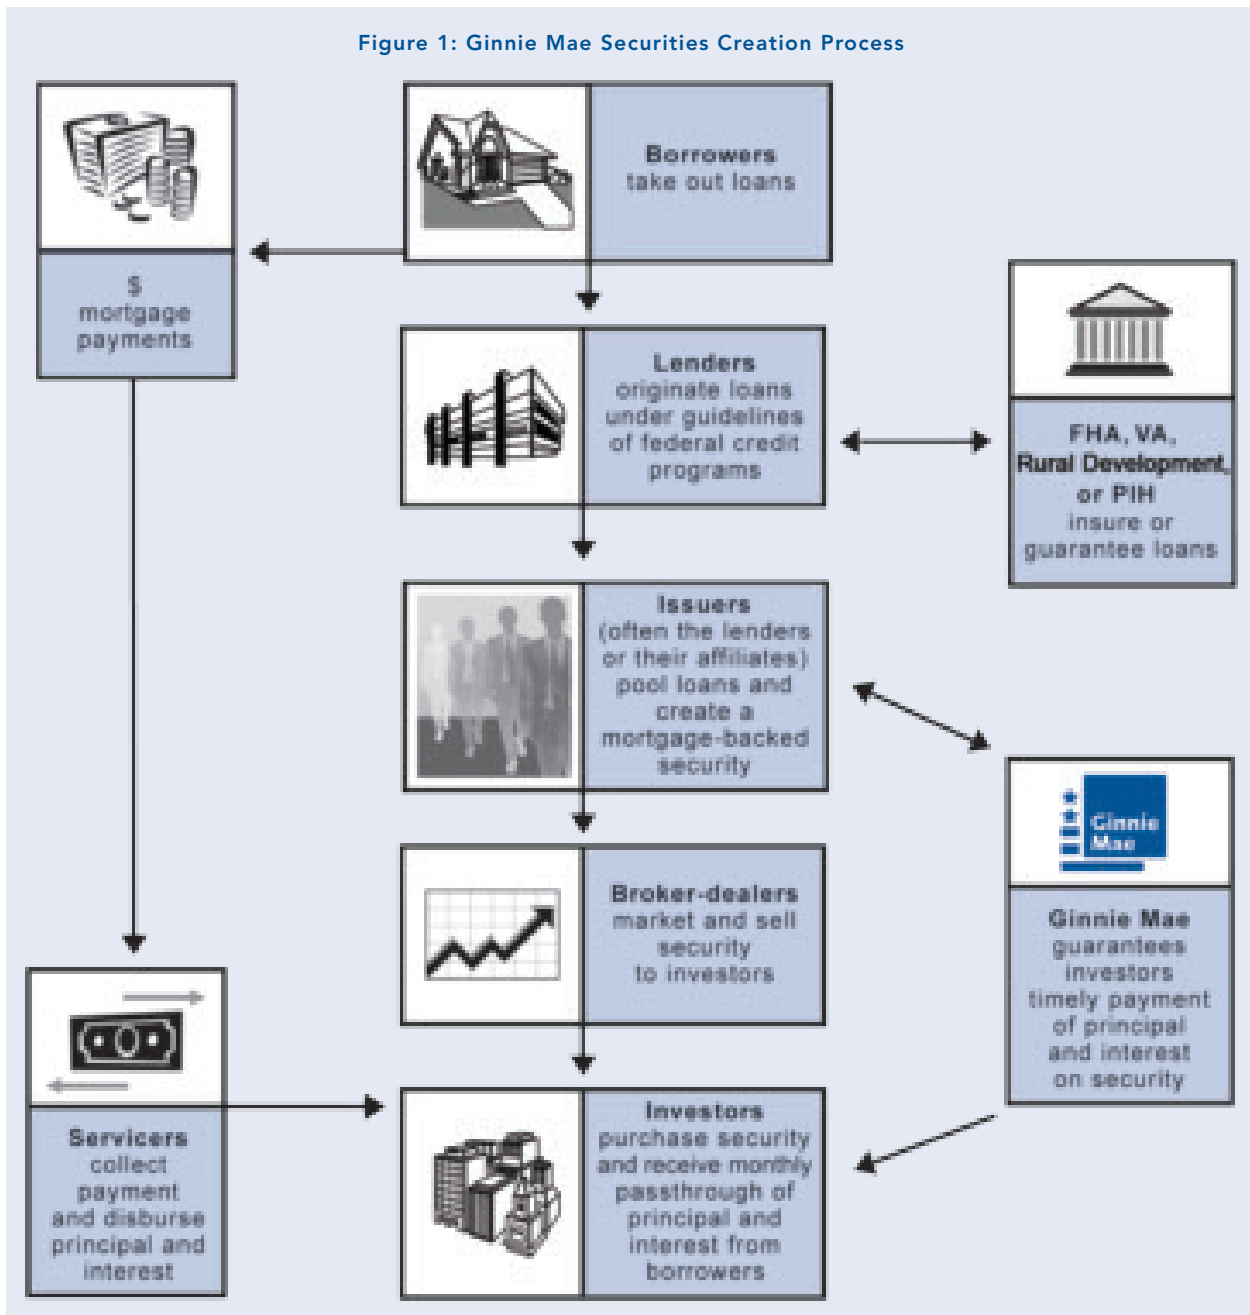 Figure 1: Ginnie Mae Securities Creation Process
Borrowers
take out loans
$
mortgage
payments
Lenders
originate loans
under guidelines
of federal credit
programs
FHA, VA,
Rural Development,
or PIH
insure or
guarantee loans
Issuers
(often the lenders
or their affiliates)
pool loans and
create a
mortgage-backed
security
Ginnie
Mae
Ginnie Mae
guarantees
investors
timely payment
of principal
and interest
on security
Broker-dealers
market and sell
security
to investors
Servicers
collect
payment
and disburse
principal and
interest
Investors
purchase security
and receive monthly
passthrough of
principal and
interest from
borrowers